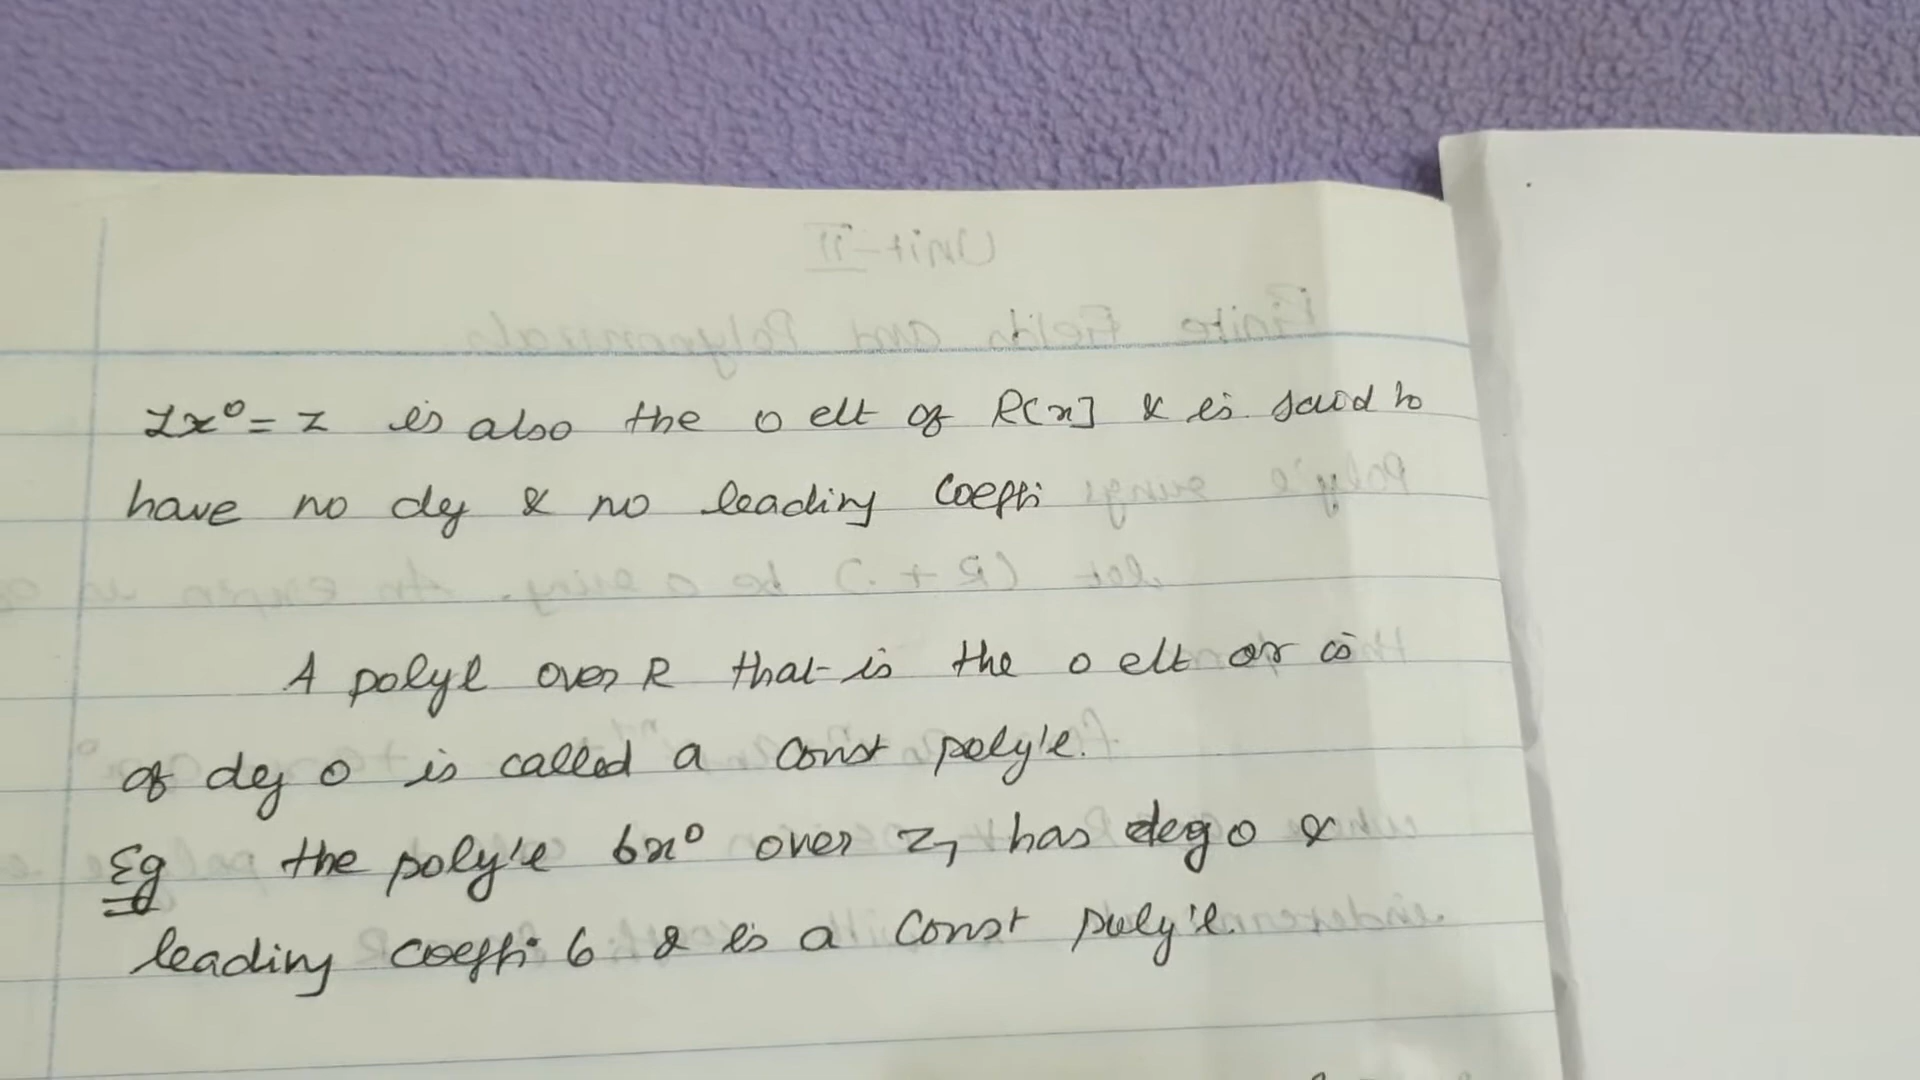 zx⁰ = z is also the 0 elt of R[x] & is said to
have no deg & no leading coeffi
A polyl over R that is the 0 elt or is
of deg 0 is called a const poly'l.
Eg the poly'l 6x⁰ over Z₇ has deg 0 &
leading coeffi 6 & is a const poly'l.